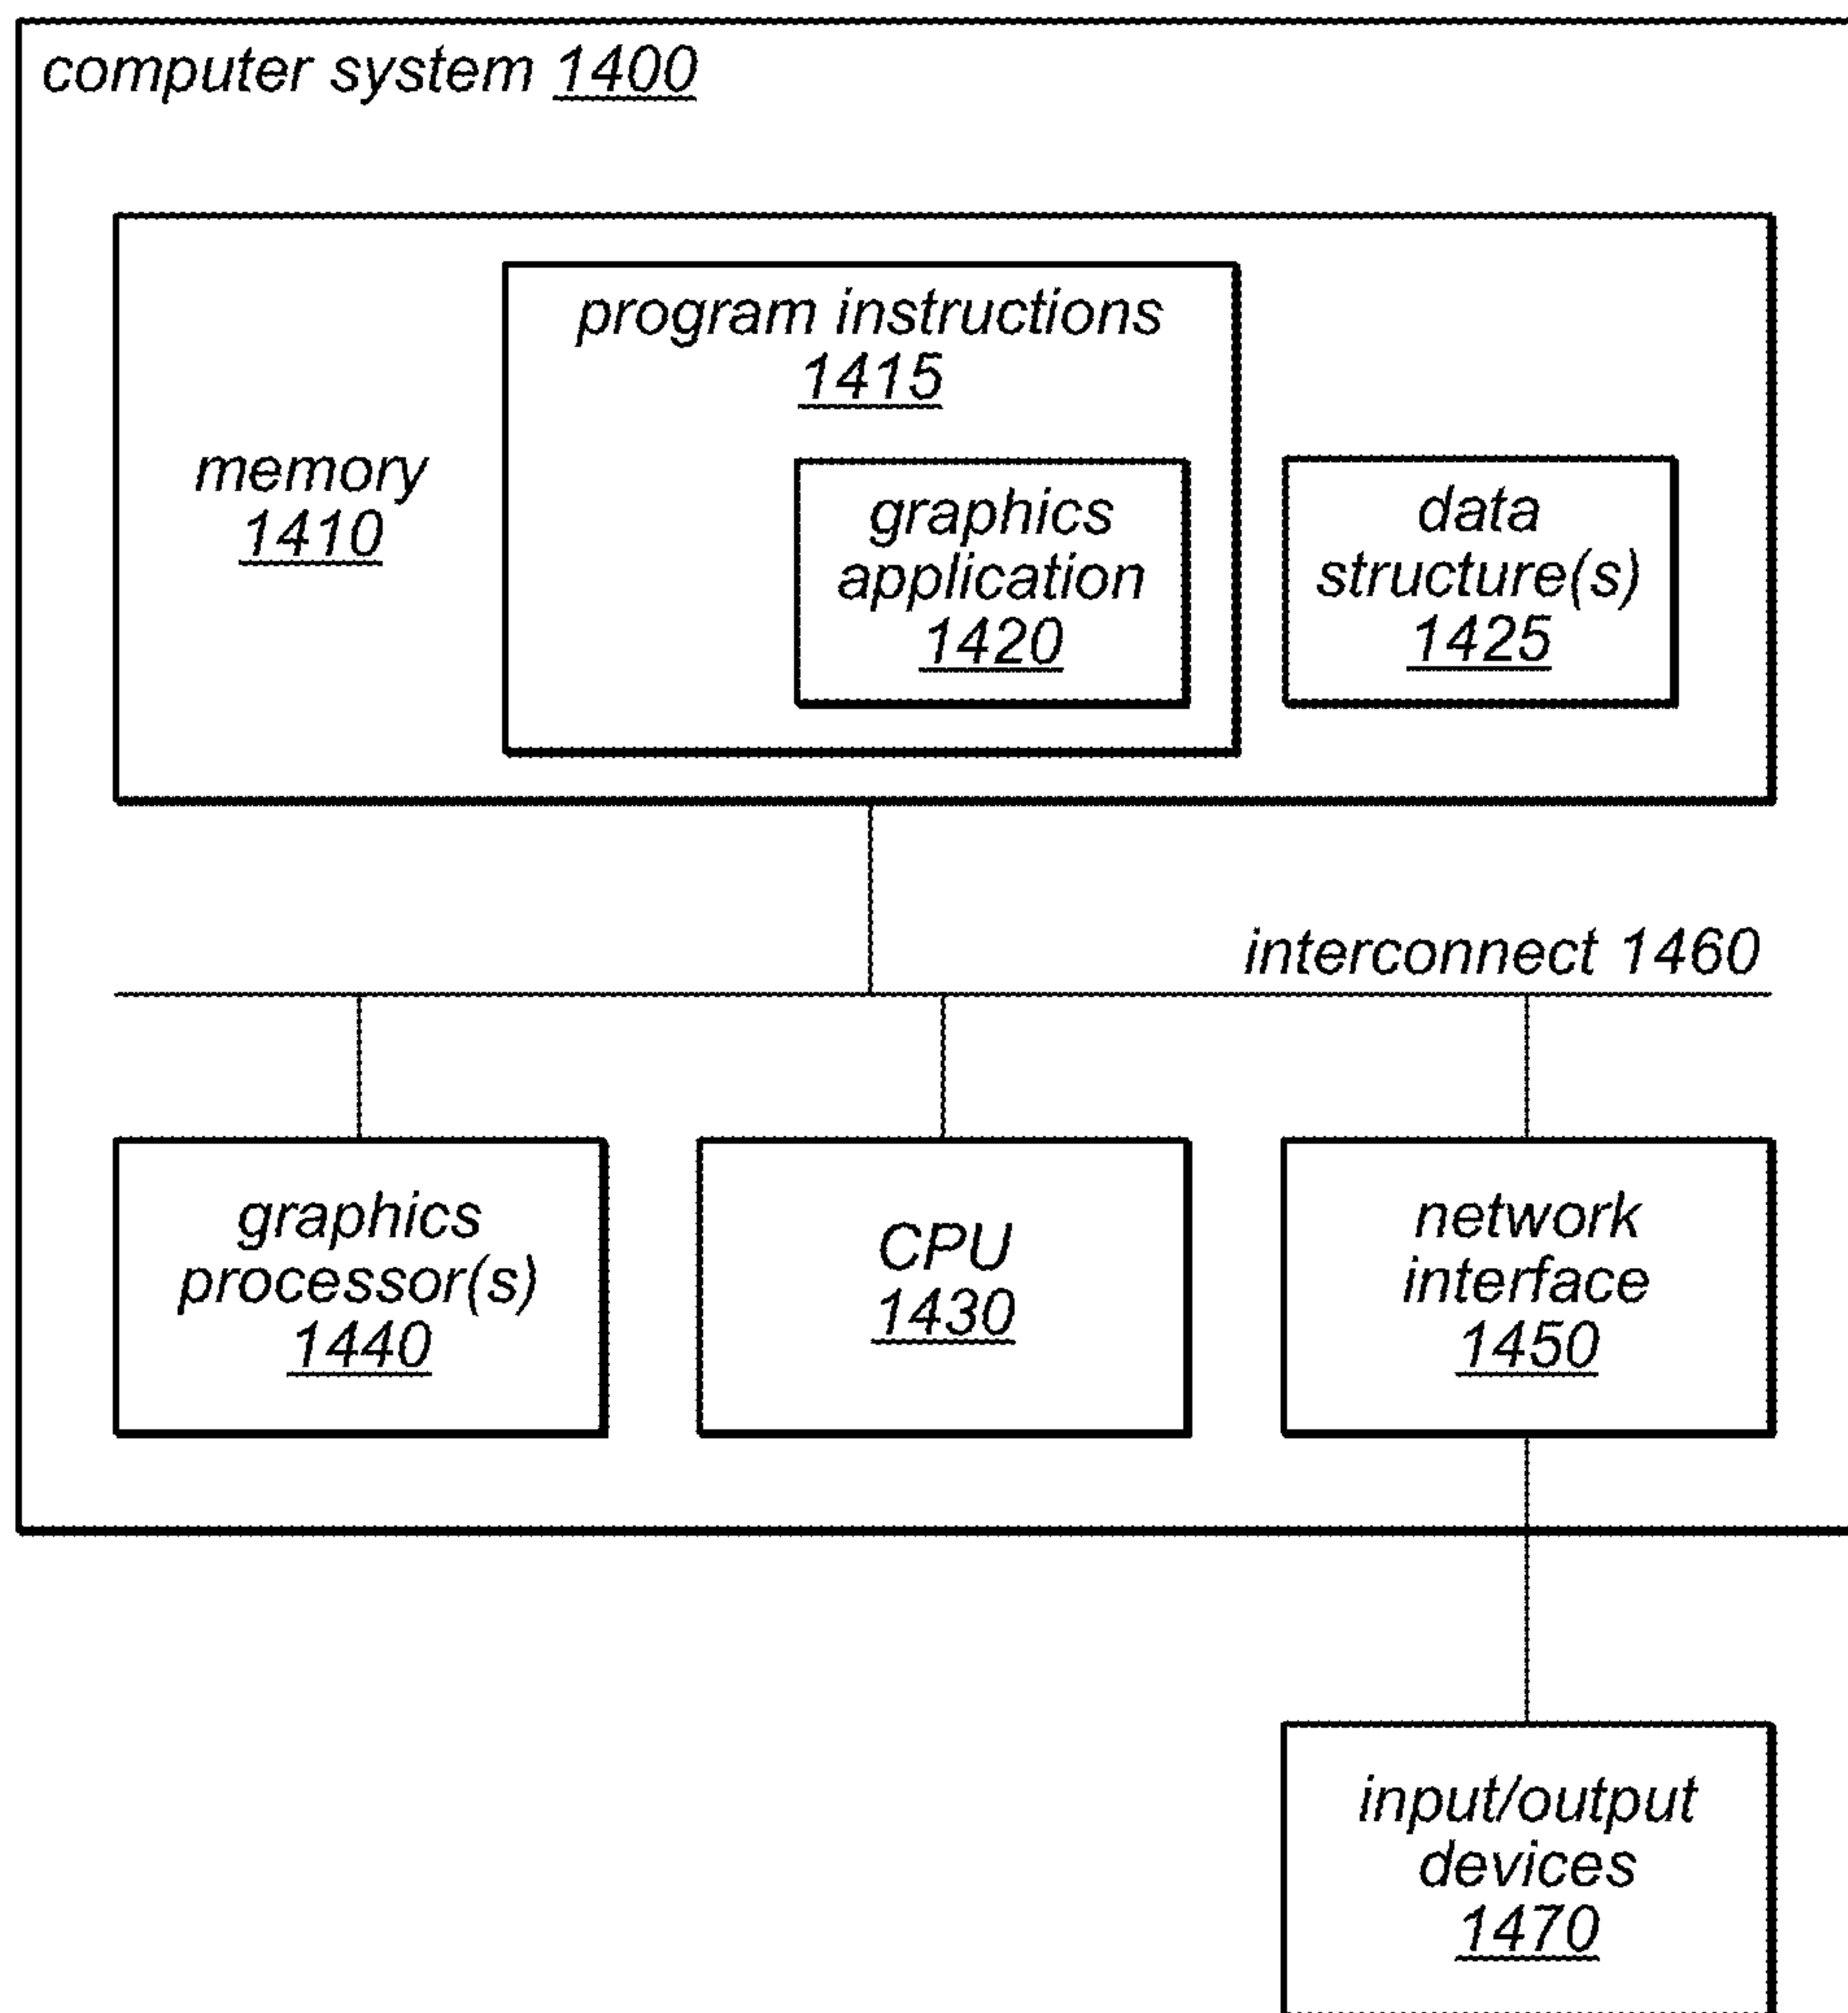 computer system 1400
program instructions
1415
memory
1410
graphics
application
1420
data
structure(s)
1425
interconnect 1460
graphics
processor(s)
1440
CPU
1430
network
interface
1450
input/output
devices
1470